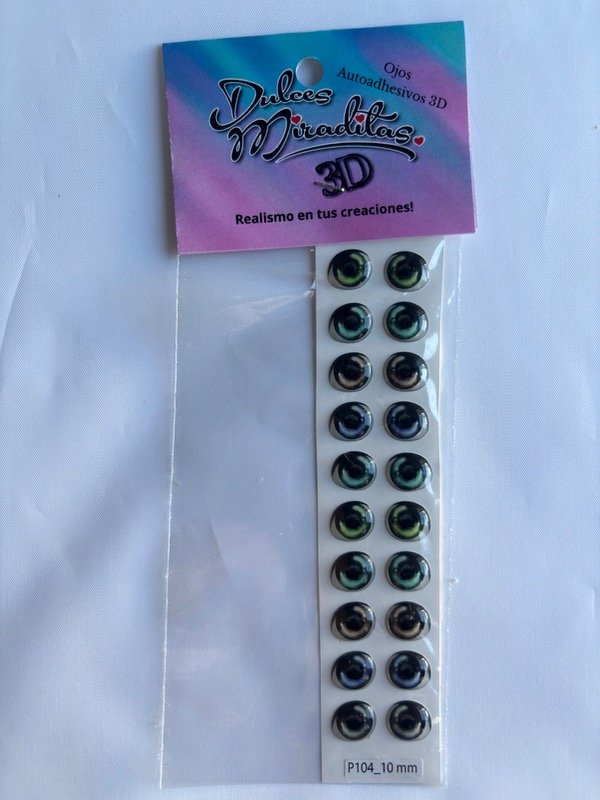 Ojos
Autoadhesivos 3D
Dulces
Miraditas
3D
Realismo en tus creaciones!
P104_10 mm